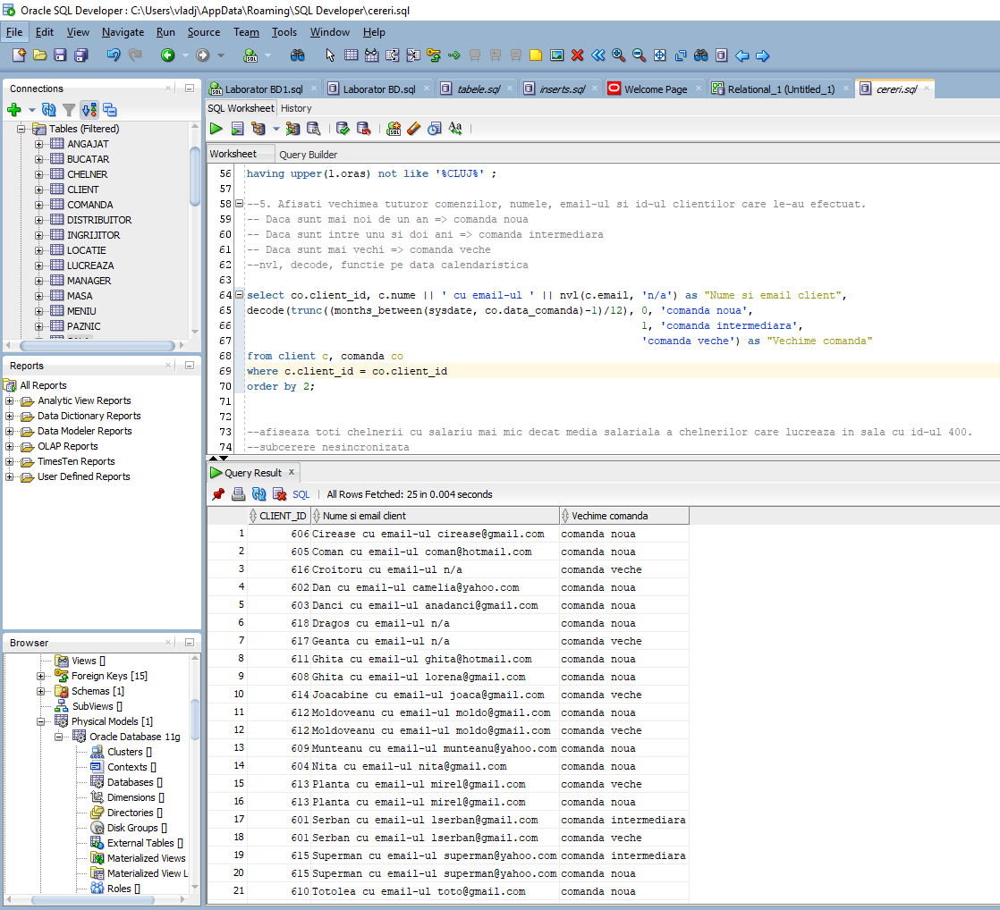 Oracle SQL Developer : C:\Users\vladj\AppData\Roaming\SQL Developer\cereri.sql
File Edit View Navigate Run Source Team Tools Window Help
Connections
Tables (Filtered)
ANGAJAT
BUCATAR
CHELNER
CLIENT
COMANDA
DISTRIBUITOR
INGRIJITOR
LOCATIE
LUCREAZA
MANAGER
MASA
MENIU
PAZNIC
Reports
All Reports
Analytic View Reports
Data Dictionary Reports
Data Modeler Reports
OLAP Reports
TimesTen Reports
User Defined Reports
Browser
Views []
Foreign Keys [15]
Schemas [1]
SubViews []
Physical Models [1]
Oracle Database 11g
Clusters []
Contexts []
Databases []
Dimensions []
Directories []
Disk Groups []
External Tables []
Materialized Views
Materialized View L
Roles []
Laborator BD1.sql Laborator BD.sql tabele.sql inserts.sql Welcome Page Relational_1 (Untitled_1) cereri.sql
SQL Worksheet History
Aa
Worksheet Query Builder
56 having upper(l.oras) not like '%CLUJ%' ;
57
58 --5. Afisati vechimea tuturor comenzilor, numele, email-ul si id-ul clientilor care le-au efectuat.
59 -- Daca sunt mai noi de un an => comanda noua
60 -- Daca sunt intre unu si doi ani => comanda intermediara
61 -- Daca sunt mai vechi => comanda veche
62 --nvl, decode, functie pe data calendaristica
63
64 select co.client_id, c.nume || ' cu email-ul ' || nvl(c.email, 'n/a') as "Nume si email client",
65 decode(trunc((months_between(sysdate, co.data_comanda)-1)/12), 0, 'comanda noua',
66 1, 'comanda intermediara',
67 'comanda veche') as "Vechime comanda"
68 from client c, comanda co
69 where c.client_id = co.client_id
70 order by 2;
71
72
73 --afiseaza toti chelnerii cu salariu mai mic decat media salariala a chelnerilor care lucreaza in sala cu id-ul 400.
74 --subcerere nesincronizata
Query Result
SQL | All Rows Fetched: 25 in 0.004 seconds
CLIENT_ID Nume si email client Vechime comanda
1 606 Cirease cu email-ul cirease@gmail.com comanda noua
2 605 Coman cu email-ul coman@hotmail.com comanda noua
3 616 Croitoru cu email-ul n/a comanda veche
4 602 Dan cu email-ul camelia@yahoo.com comanda noua
5 603 Danci cu email-ul anadanci@gmail.com comanda noua
6 618 Dragos cu email-ul n/a comanda noua
7 617 Geanta cu email-ul n/a comanda veche
8 611 Ghita cu email-ul ghita@hotmail.com comanda noua
9 608 Ghita cu email-ul lorena@gmail.com comanda noua
10 614 Joacabine cu email-ul joaca@gmail.com comanda veche
11 612 Moldoveanu cu email-ul moldo@gmail.com comanda noua
12 612 Moldoveanu cu email-ul moldo@gmail.com comanda veche
13 609 Munteanu cu email-ul munteanu@yahoo.com comanda noua
14 604 Nita cu email-ul nita@gmail.com comanda noua
15 613 Planta cu email-ul mirel@gmail.com comanda veche
16 613 Planta cu email-ul mirel@gmail.com comanda noua
17 601 Serban cu email-ul lserban@gmail.com comanda intermediara
18 601 Serban cu email-ul lserban@gmail.com comanda veche
19 615 Superman cu email-ul superman@yahoo.com comanda intermediara
20 615 Superman cu email-ul superman@yahoo.com comanda noua
21 610 Totolea cu email-ul toto@gmail.com comanda noua